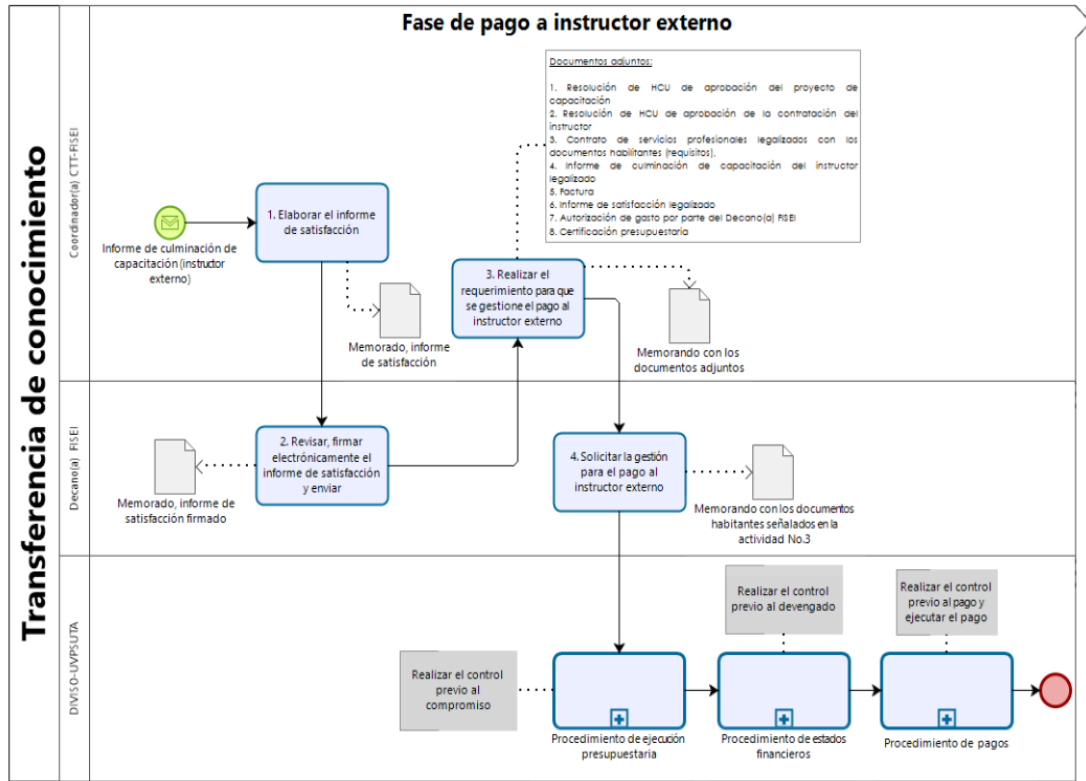 Fase de pago a instructor externo
Transferencia de conocimiento
Coordinador(a) CTT-FISEI
Documentos adjuntos:
1. Resolución de HCU de aprobación del proyecto de
capacitación
2. Resolución de HCU de aprobación de la contratación del
instructor
3. Contrato de servicios profesionales legalizados con los
documentos habilitantes (requisitos).
4. Informe de culminación de capacitación del instructor
legalizado
5. Factura
6. Informe de satisfacción legalizado
7. Autorización de gasto por parte del Decano(a) FISEI
8. Certificación presupuestaria
Informe de culminación de
capacitación (instructor
externo)
1. Elaborar el informe
de satisfacción
Memorado, informe
de satisfacción
3. Realizar el
requerimiento para que
se gestione el pago al
instructor externo
Memorando con los
documentos adjuntos
Decano(a) FISEI
2. Revisar, firmar
electrónicamente el
informe de satisfacción
y enviar
Memorado, informe de
satisfacción firmado
4. Solicitar la gestión
para el pago al
instructor externo
Memorando con los documentos
habitantes señalados en la
actividad No.3
DIVISO-UVPSUTA
Realizar el control
previo al
compromiso
Procedimiento de ejecución
presupuestaria
Realizar el control
previo al devengado
Procedimiento de estados
financieros
Realizar el control
previo al pago y
ejecutar el pago
Procedimiento de pagos